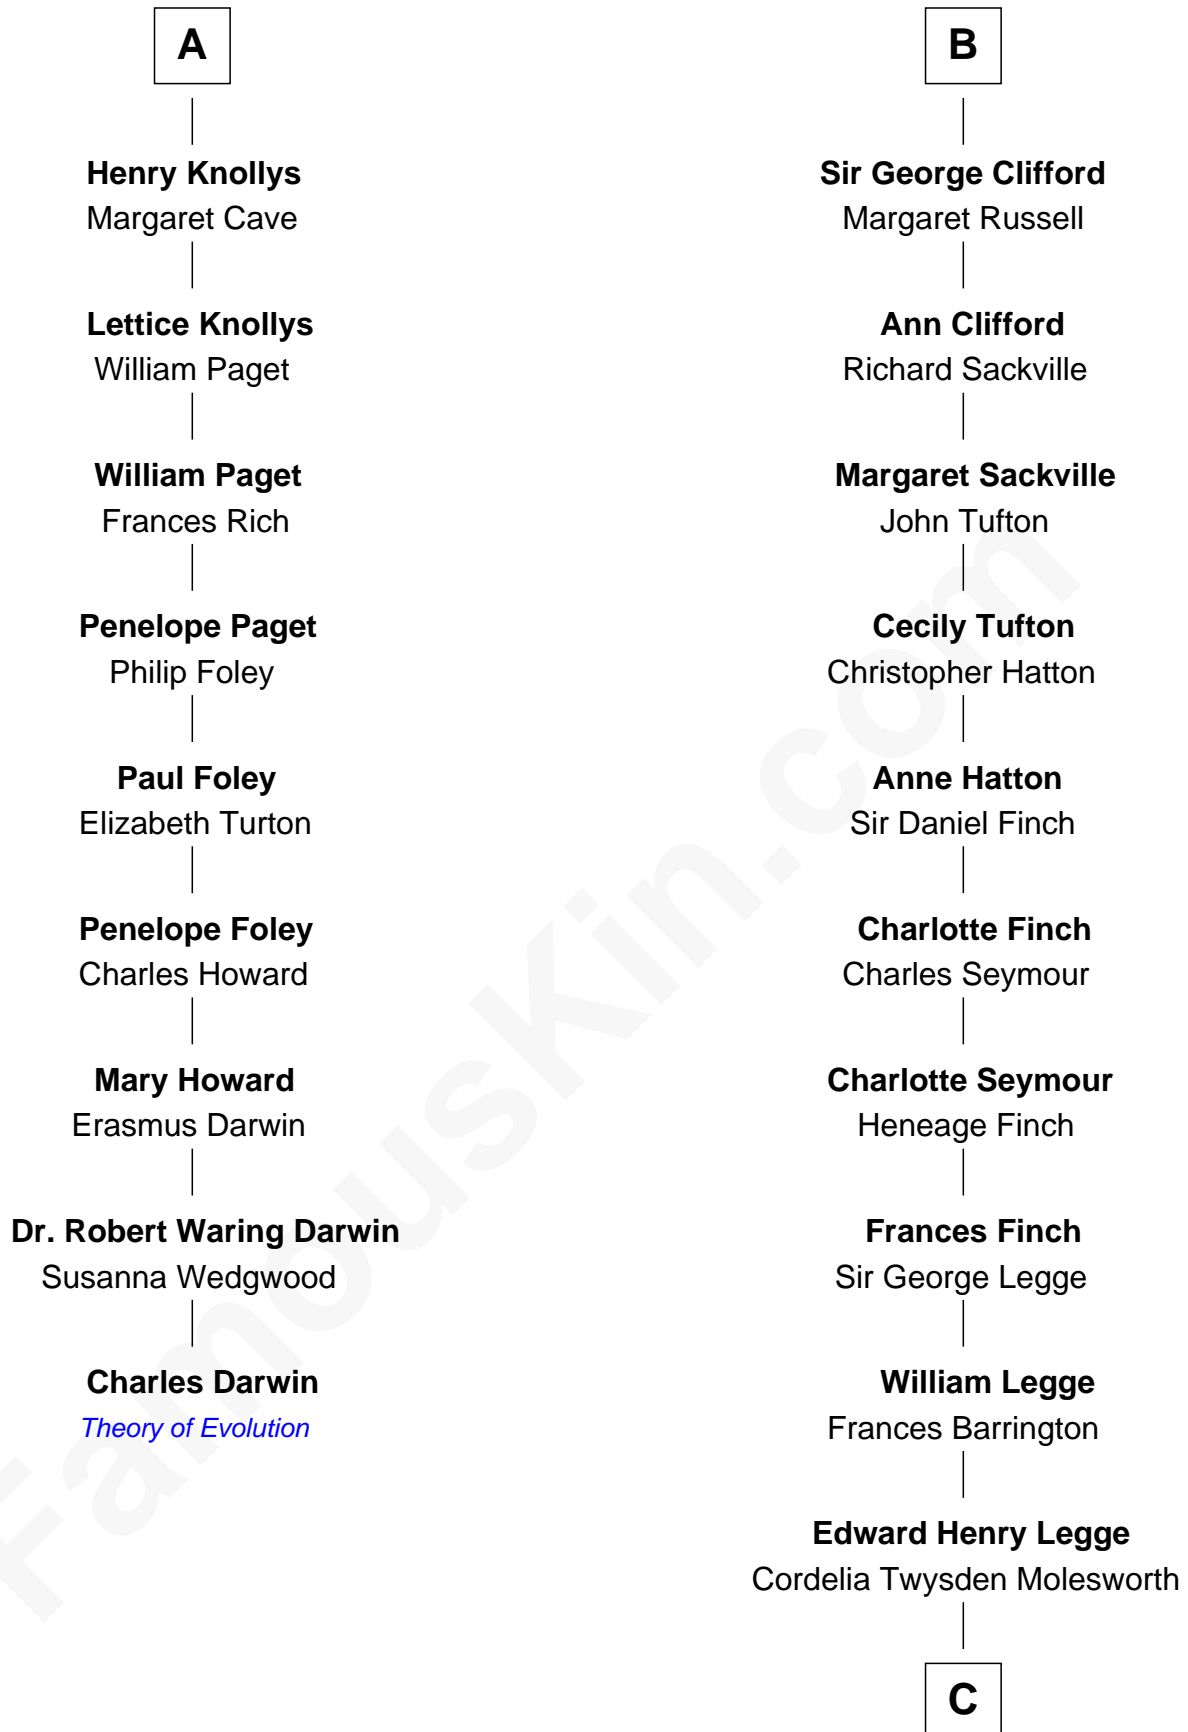 A
Henry Knollys
Margaret Cave
Lettice Knollys
William Paget
William Paget
Frances Rich
Penelope Paget
Philip Foley
Paul Foley
Elizabeth Turton
Penelope Foley
Charles Howard
Mary Howard
Erasmus Darwin
Dr. Robert Waring Darwin
Susanna Wedgwood
Charles Darwin
Theory of Evolution
B
Sir George Clifford
Margaret Russell
Ann Clifford
Richard Sackville
Margaret Sackville
John Tufton
Cecily Tufton
Christopher Hatton
Anne Hatton
Sir Daniel Finch
Charlotte Finch
Charles Seymour
Charlotte Seymour
Heneage Finch
Frances Finch
Sir George Legge
William Legge
Frances Barrington
Edward Henry Legge
Cordelia Twysden Molesworth
C
FamousKin.com